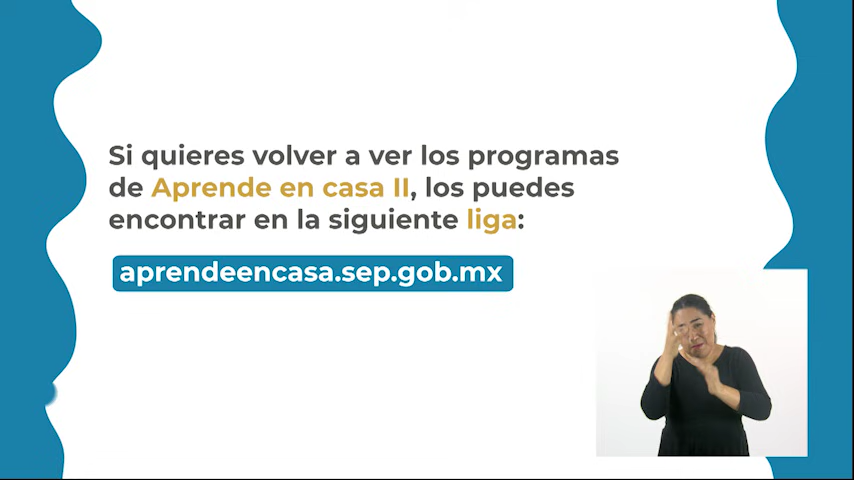 Si quieres volver a ver los programas
de Aprende en casa II, los puedes
encontrar en la siguiente liga:
aprendeencasa.sep.gob.mx